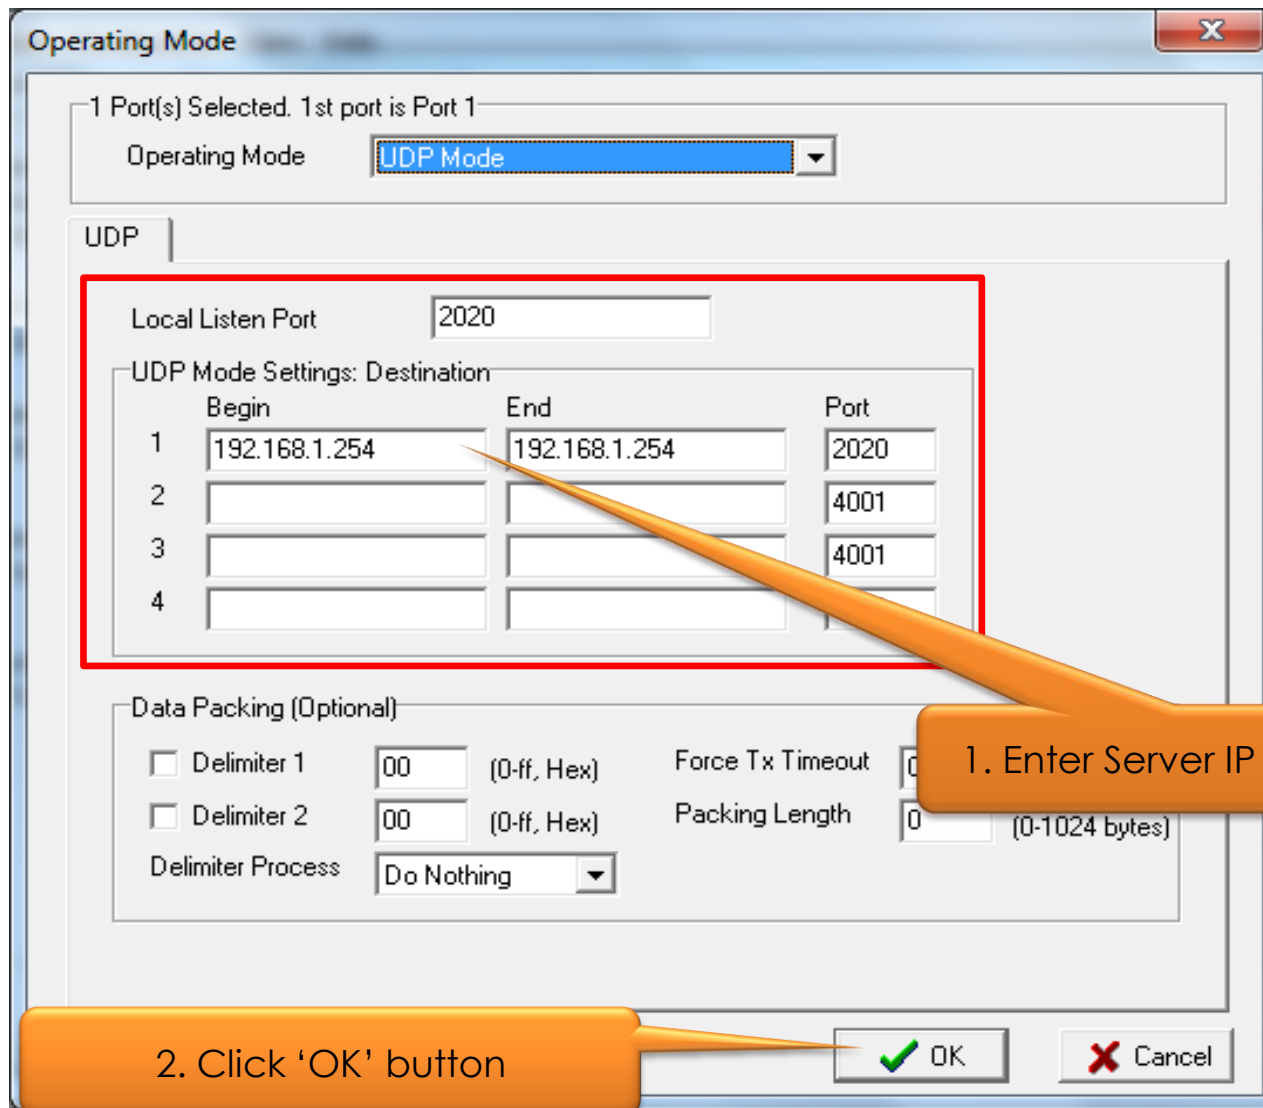 Operating Mode
1 Port(s) Selected. 1st port is Port 1
Operating Mode UDP Mode
UDP
Local Listen Port 2020
UDP Mode Settings: Destination
Begin End Port
1 192.168.1.254 192.168.1.254 2020
2 4001
3 4001
4
Data Packing (Optional)
Delimiter 1 00 (0-ff, Hex) Force Tx Timeout
1. Enter Server IP
Delimiter 2 00 (0-ff, Hex) Packing Length 0 (0-1024 bytes)
Delimiter Process Do Nothing
2. Click ‘OK’ button
OK Cancel